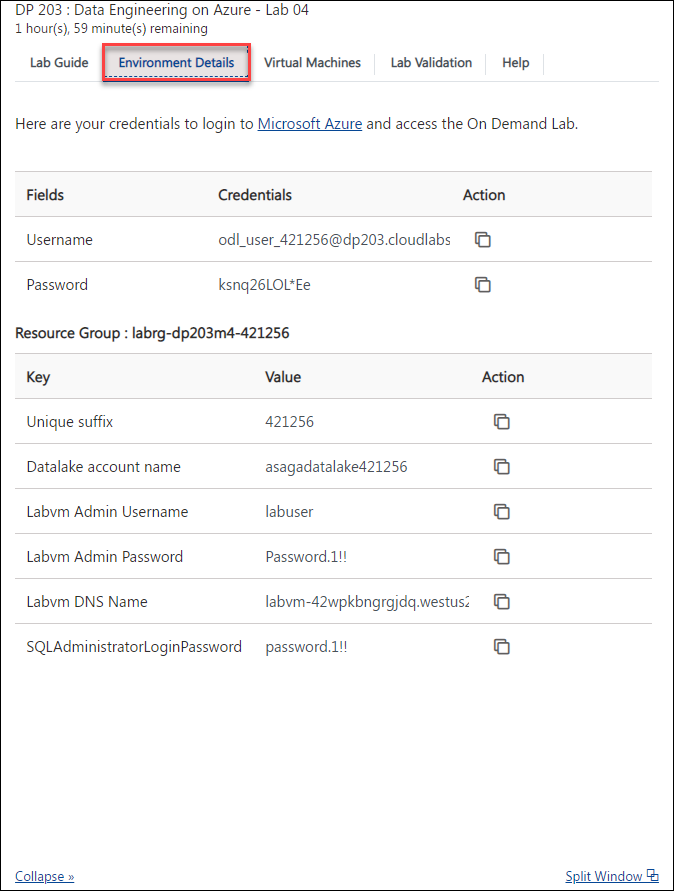 DP 203 : Data Engineering on Azure - Lab 04
1 hour(s), 59 minute(s) remaining
Lab Guide Environment Details Virtual Machines Lab Validation Help
Here are your credentials to login to Microsoft Azure and access the On Demand Lab.
Fields Credentials Action
Username odl_user_421256@dp203.cloudlabs
Password ksnq26LOL*Ee
Resource Group : labrg-dp203m4-421256
Key Value Action
Unique suffix 421256
Datalake account name asagadatalake421256
Labvm Admin Username labuser
Labvm Admin Password Password.1!!
Labvm DNS Name labvm-42wpkbngrgjdq.westus2
SQLAdministratorLoginPassword password.1!!
Collapse » Split Window